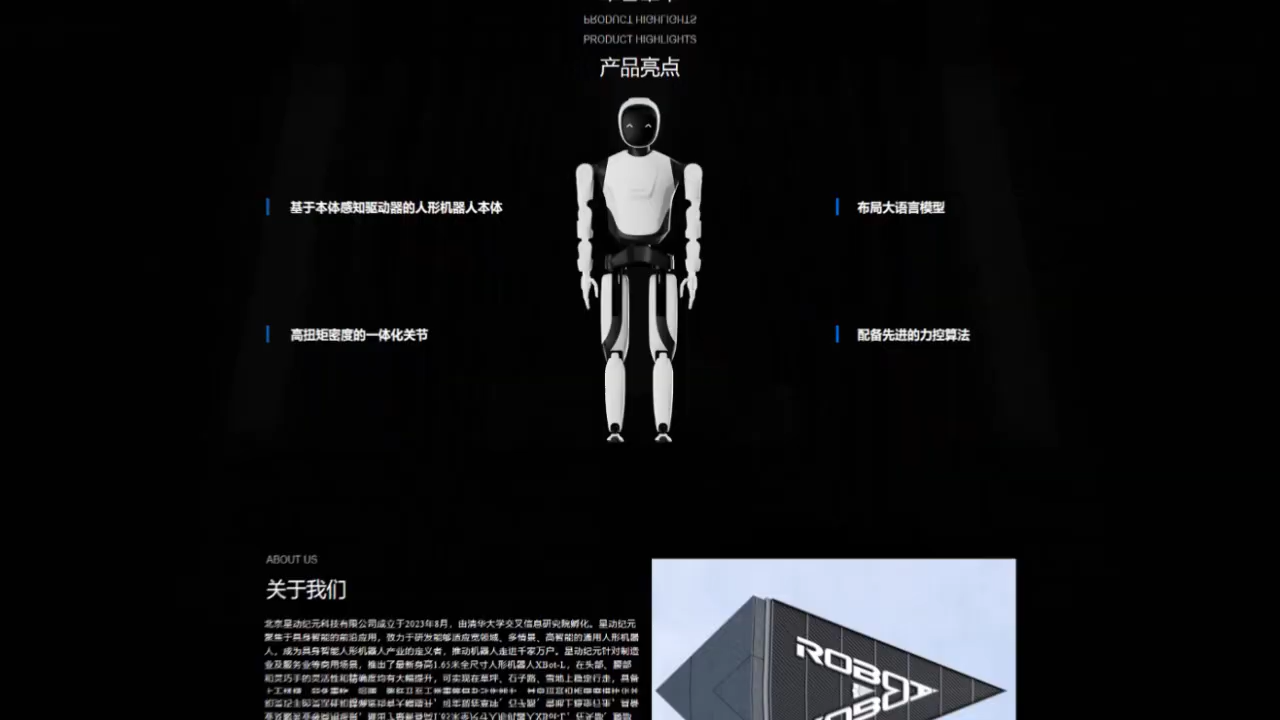 PRODUCT HIGHLIGHTS
产品亮点
基于本体感知驱动器的人形机器人本体
布局大语言模型
高扭矩密度的一体化关节
配备先进的力控算法
ABOUT US
关于我们
北京星动纪元科技有限公司成立于2023年8月，由清华大学交叉信息研究院孵化。星动纪元
聚焦于具身智能的前沿应用，致力于研发能够适应宽领域、多情景、高智能的通用人形机器
人，成为具身智能人形机器人产业的定义者，推动机器人走进千家万户。星动纪元针对制造
业及服务业等商用场景，推出了最新身高1.65米全尺寸人形机器人XBot-L，在头部、腰部
和灵巧手的灵活性和精确度均有大幅提升，可实现在草坪、石子路、雪地上稳定行走，具备
ROBOT